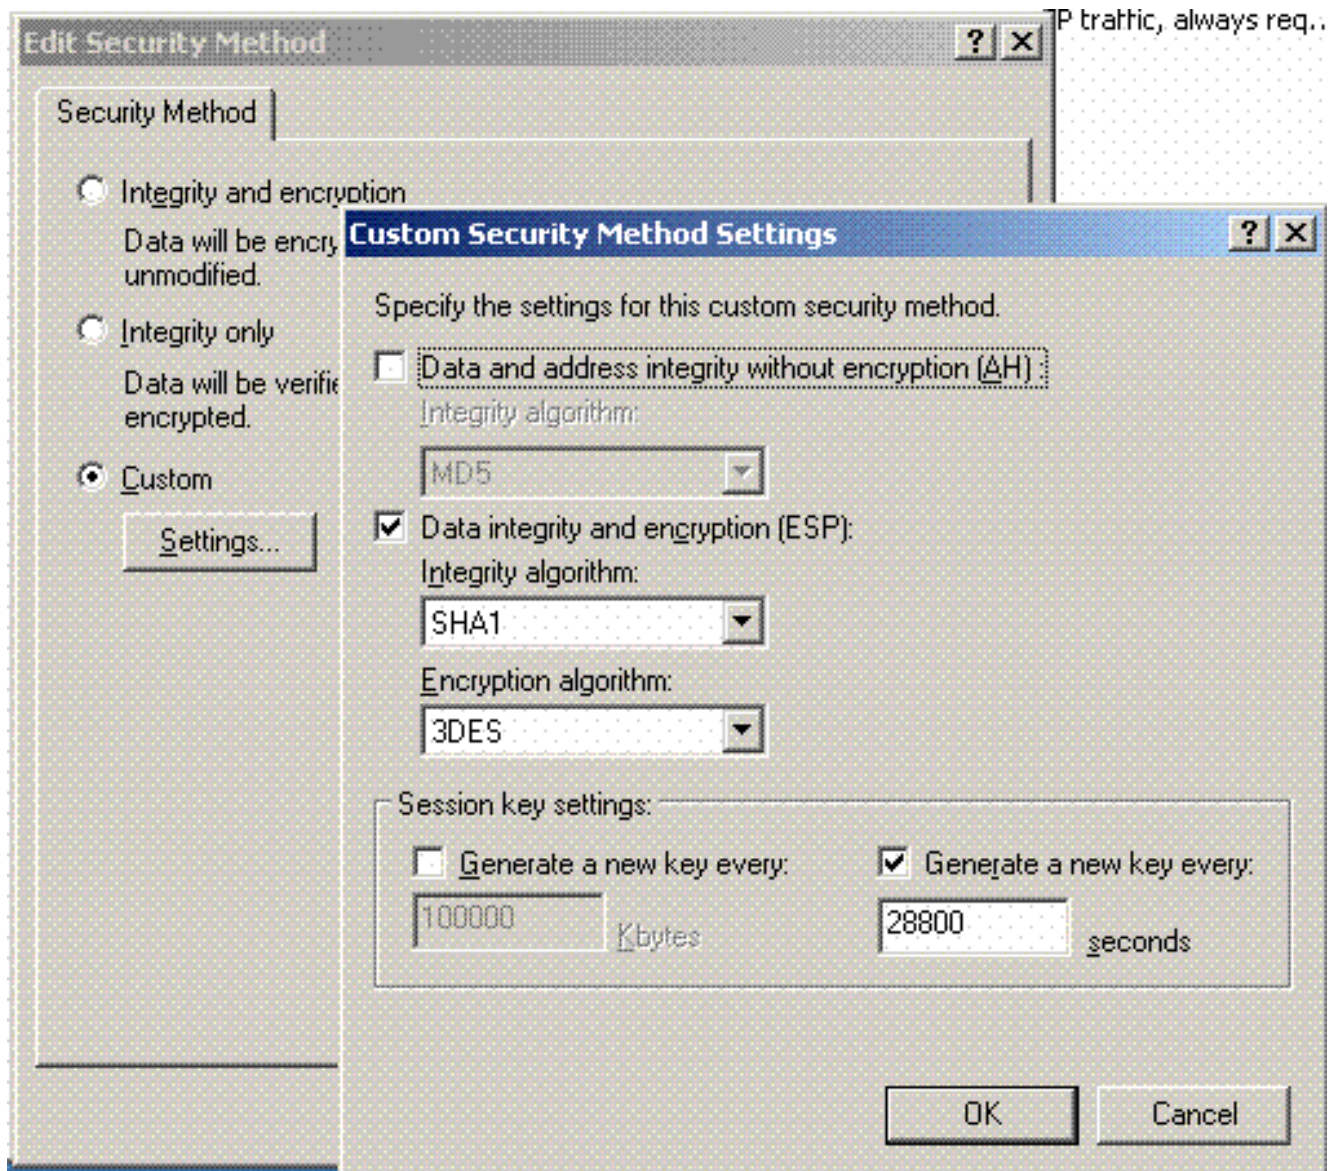 P traffic, always req..
Edit Security Method
Security Method
Integrity and encryption
Data will be encry
unmodified.
Integrity only
Data will be verifie
encrypted.
Custom
Settings...
Custom Security Method Settings
Specify the settings for this custom security method.
Data and address integrity without encryption (AH) :
Integrity algorithm:
MD5
Data integrity and encryption (ESP):
Integrity algorithm:
SHA1
Encryption algorithm:
3DES
Session key settings:
Generate a new key every:
100000 Kbytes
Generate a new key every:
28800 seconds
OK Cancel